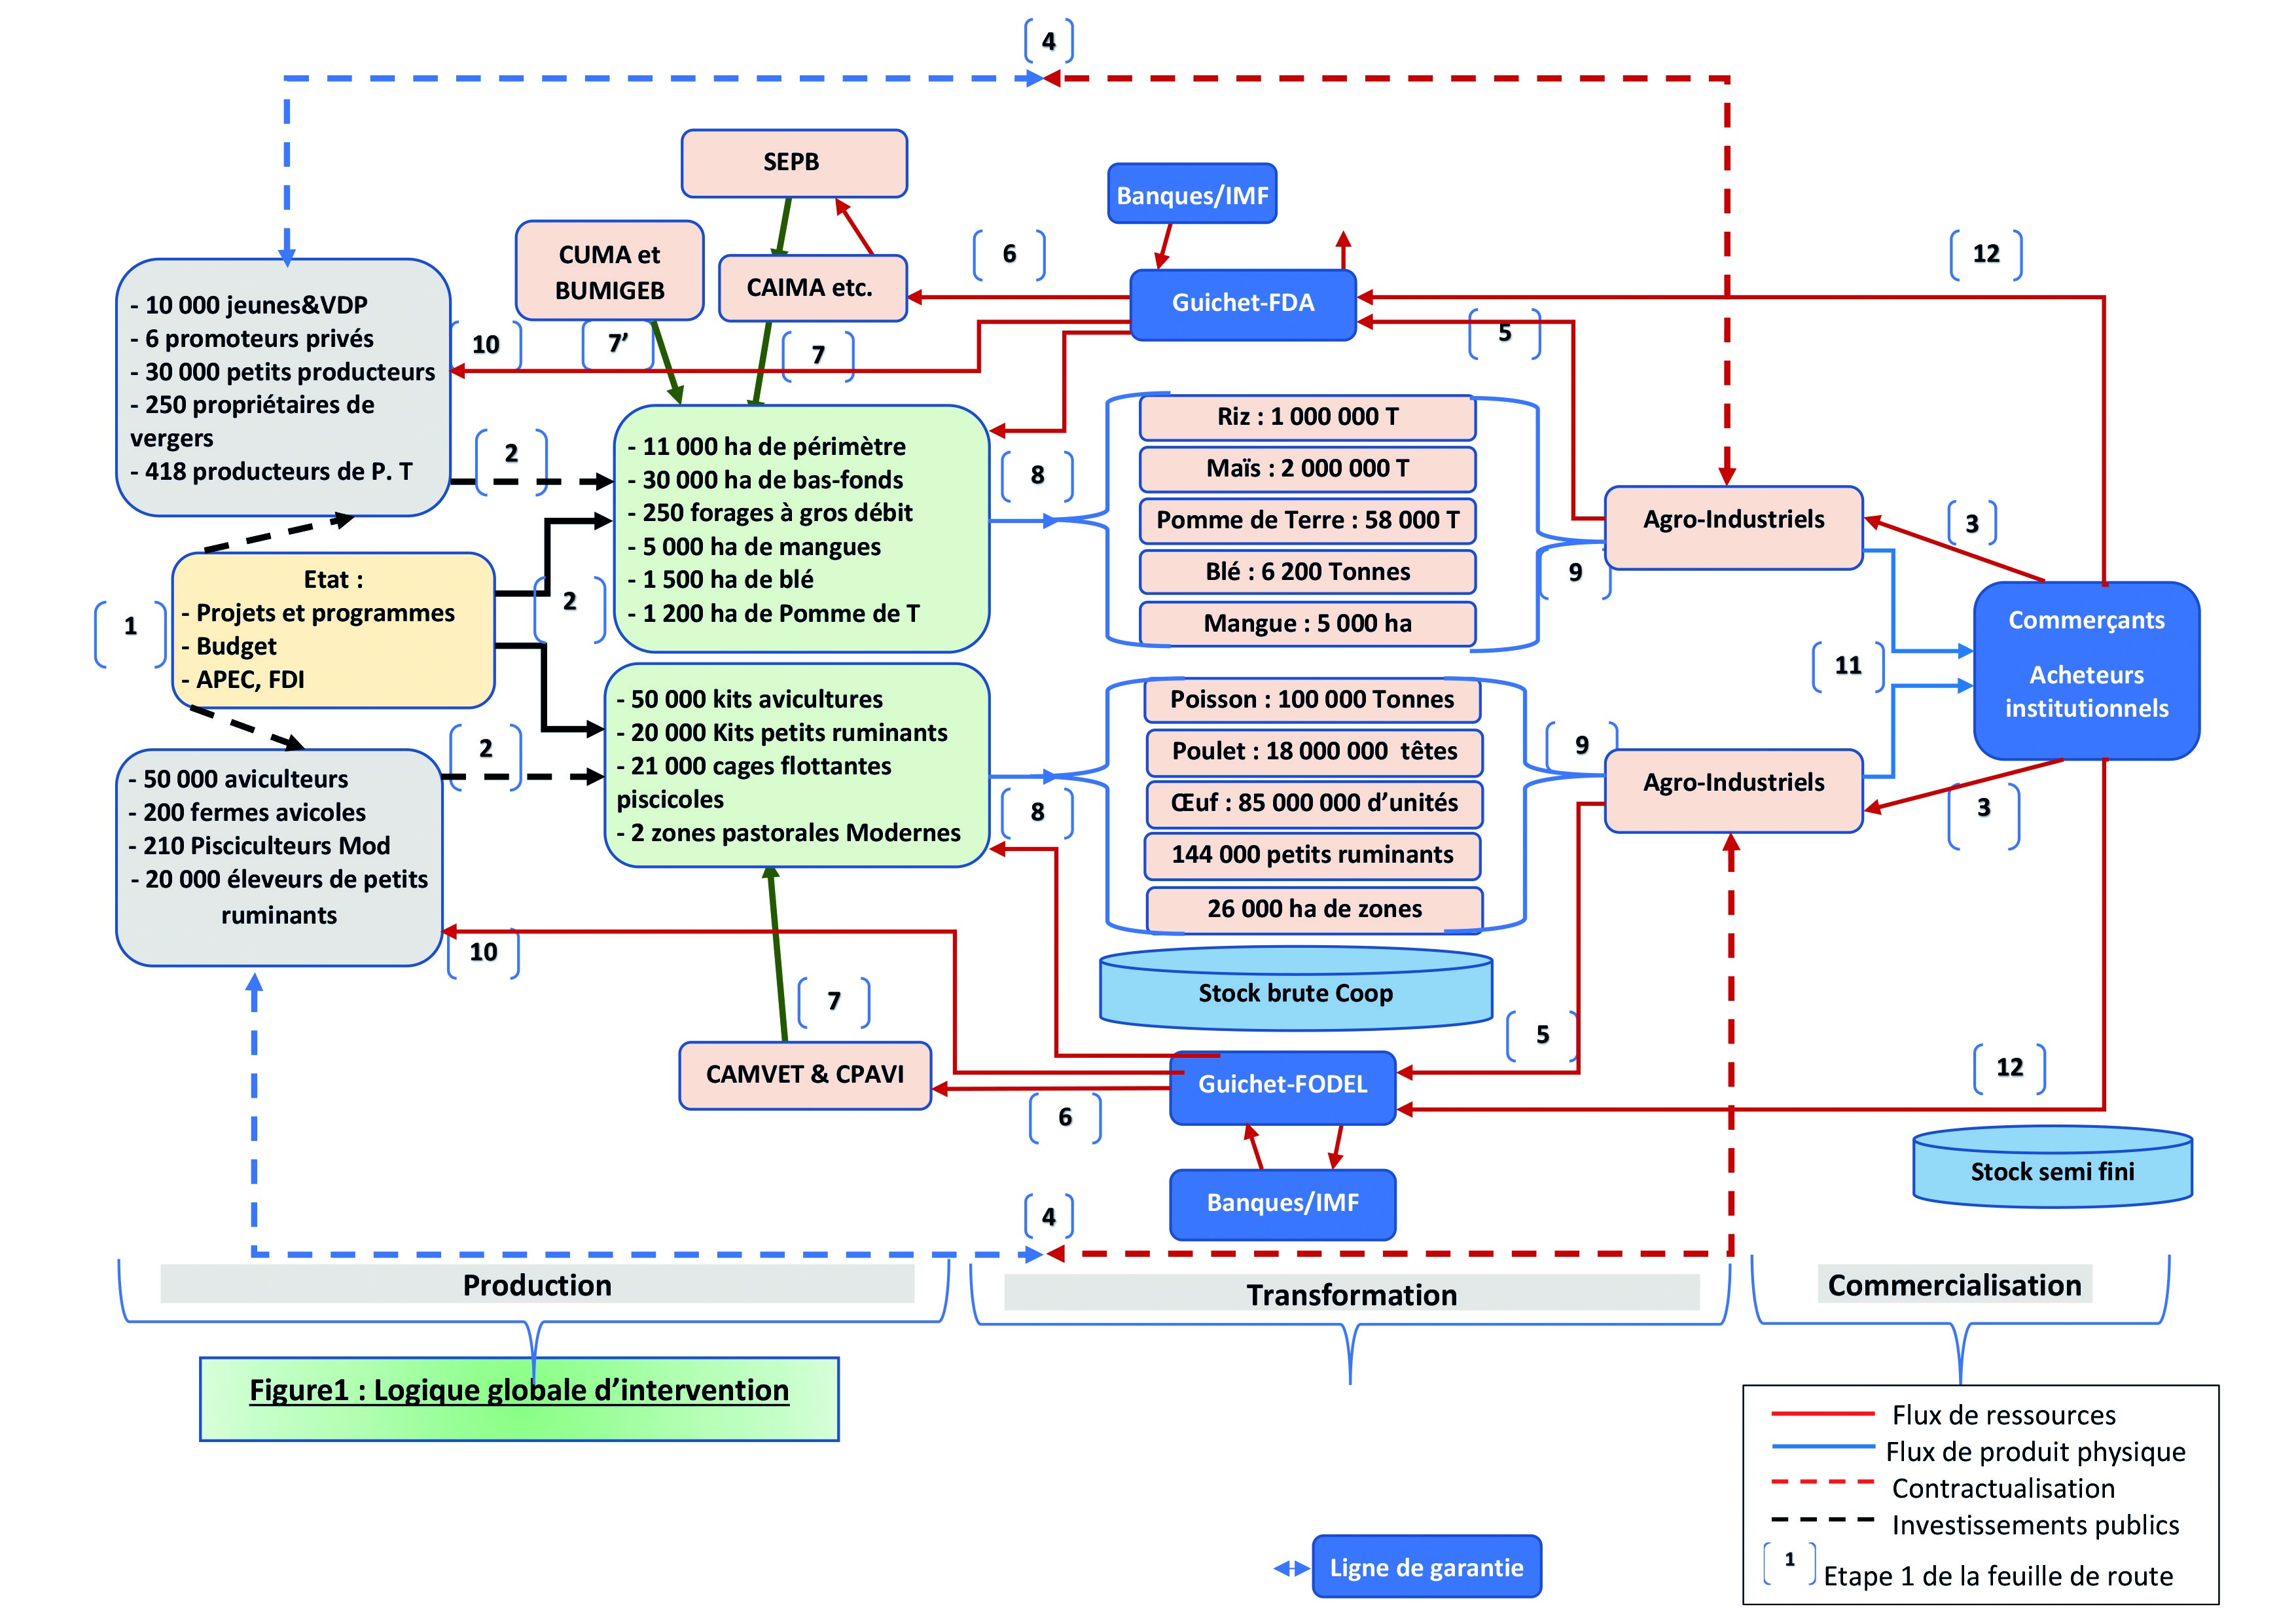 4
SEPB
Banques/IMF
CUMA et
BUMIGEB
CAIMA etc.
6
12
Guichet-FDA
- 10 000 jeunes&VDP
- 6 promoteurs privés
- 30 000 petits producteurs
- 250 propriétaires de
vergers
- 418 producteurs de P. T
10
7’
7
5
2
- 11 000 ha de périmètre
- 30 000 ha de bas-fonds
- 250 forages à gros débit
- 5 000 ha de mangues
- 1 500 ha de blé
- 1 200 ha de Pomme de T
8
Riz : 1 000 000 T
Maïs : 2 000 000 T
Pomme de Terre : 58 000 T
Blé : 6 200 Tonnes
Mangue : 5 000 ha
9
Agro-Industriels
3
1
Etat :
- Projets et programmes
- Budget
- APEC, FDI
2
Commerçants
Acheteurs
institutionnels
11
2
- 50 000 aviculteurs
- 200 fermes avicoles
- 210 Pisciculteurs Mod
- 20 000 éleveurs de petits
ruminants
- 50 000 kits avicultures
- 20 000 Kits petits ruminants
- 21 000 cages flottantes
piscicoles
- 2 zones pastorales Modernes
8
Poisson : 100 000 Tonnes
Poulet : 18 000 000 têtes
Œuf : 85 000 000 d’unités
144 000 petits ruminants
26 000 ha de zones
9
Agro-Industriels
3
10
7
Stock brute Coop
5
CAMVET & CPAVI
Guichet-FODEL
12
6
Banques/IMF
Stock semi fini
4
Production
Transformation
Commercialisation
Figure1 : Logique globale d’intervention
Flux de ressources
Flux de produit physique
Contractualisation
Investissements publics
1 Etape 1 de la feuille de route
Ligne de garantie